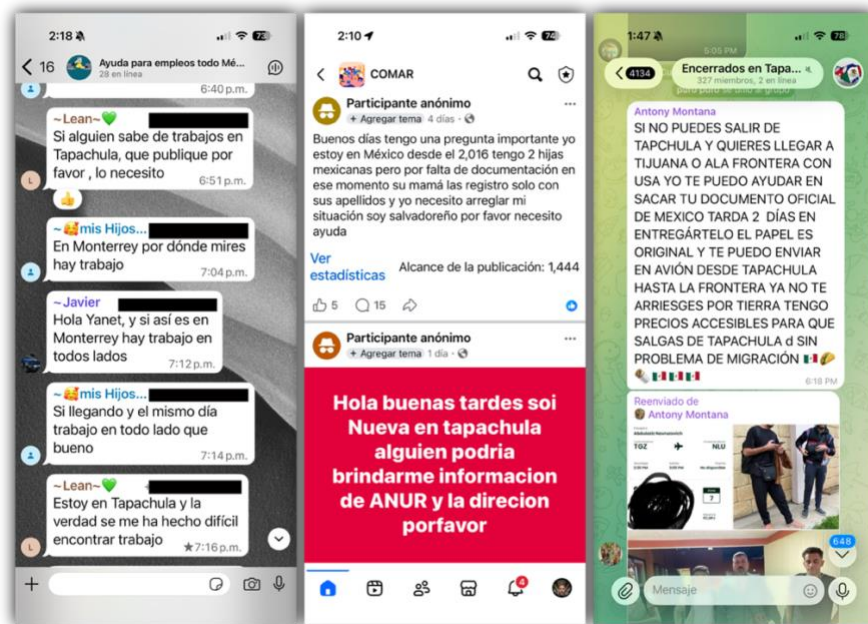 2:18
73
16
Ayuda para empleos todo Mé...
28 en línea
6:40 p.m.
~Lean~💚
Si alguien sabe de trabajos en
Tapachula, que publique por
favor , lo necesito
6:51 p.m.
L
👍
~🥰mis Hijos...
En Monterrey por dónde mires
hay trabajo
7:04 p.m.
~Javier
Hola Yanet, y si así es en
Monterrey hay trabajo en
todos lados
7:12 p.m.
~🥰mis Hijos...
Si llegando y el mismo día
trabajo en todo lado que
bueno
7:14 p.m.
~Lean~💚
Estoy en Tapachula y la
verdad se me ha hecho difícil
encontrar trabajo
★7:16 p.m.
L
2:10
74
COMAR
Participante anónimo
+ Agregar tema 4 días ·
Buenos días tengo una pregunta importante yo
estoy en México desde el 2,016 tengo 2 hijas
mexicanas pero por falta de documentación en
ese momento su mamá las registro solo con
sus apellidos y yo necesito arreglar mi
situación soy salvadoreño por favor necesito
ayuda
Ver
estadísticas
Alcance de la publicación: 1,444
5
15
Participante anónimo
+ Agregar tema 1 día ·
Hola buenas tardes soi
Nueva en tapachula
alguien podria
brindarme informacion
de ANUR y la direcion
porfavor
4
1:47
78
5:05 PM
4134
Encerrados en Tapa...
327 miembros, 2 en línea
Antony Montana
SI NO PUEDES SALIR DE
TAPCHULA Y QUIERES LLEGAR A
TIJUANA O ALA FRONTERA CON
USA YO TE PUEDO AYUDAR EN
SACAR TU DOCUMENTO OFICIAL
DE MEXICO TARDA 2 DÍAS EN
ENTREGÁRTELO EL PAPEL ES
ORIGINAL Y TE PUEDO ENVIAR
EN AVIÓN DESDE TAPACHULA
HASTA LA FRONTERA YA NO TE
ARRIESGES POR TIERRA TENGO
PRECIOS ACCESIBLES PARA QUE
SALGAS DE TAPACHULA d SIN
PROBLEMA DE MIGRACIÓN 🇲🇽🌮
🌯🇲🇽🇲🇽🇲🇽
6:18 PM
Reenviado de
Antony Montana
TGZ
NLU
7
648
Mensaje